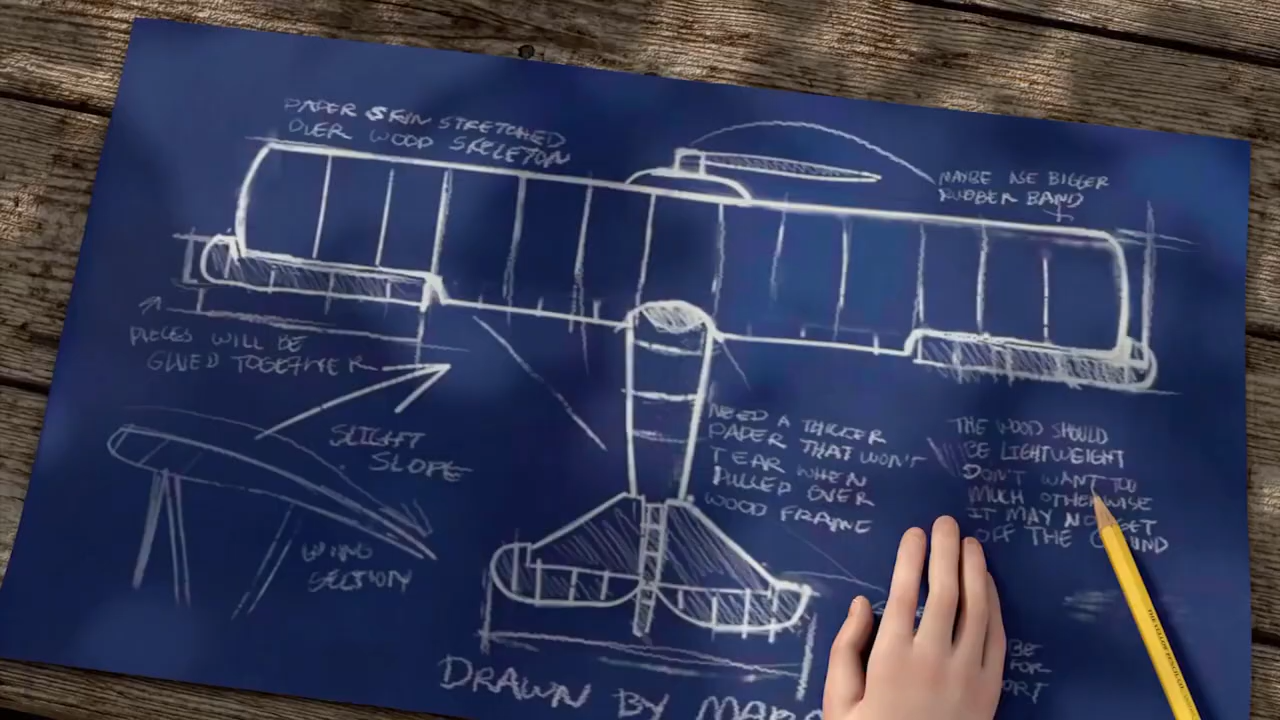 PAPER SKIN STRETCHED
OVER WOOD SKELETON
MAYBE USE BIGGER
RUBBER BAND
PIECES WILL BE
GLUED TOGETHER
SLIGHT
SLOPE
WING
SECTION
NEED A THICKER
PAPER THAT WON'T
TEAR WHEN
PULLED OVER
WOOD FRAME
THE WOOD SHOULD
BE LIGHTWEIGHT
DON'T WANT TOO
MUCH OTHERWISE
IT MAY NOT GET
OFF THE GROUND
BE
FOR
DRAWN BY